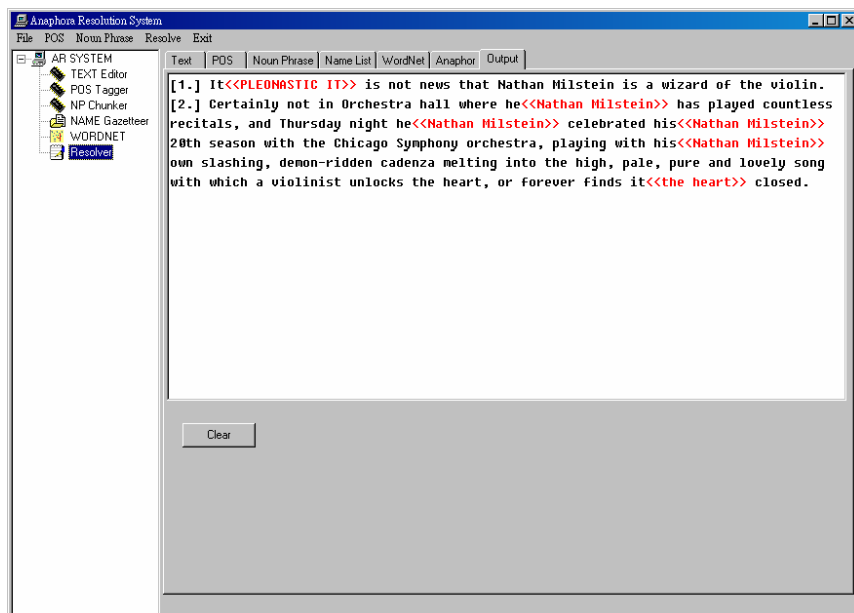 Anaphora Resolution System
File POS Noun Phrase Resolve Exit
AR SYSTEM
TEXT Editor
POS Tagger
NP Chunker
NAME Gazetteer
WORDNET
Resolver
Text POS Noun Phrase Name List WordNet Anaphor Output
[1.] It<<PLEONASTIC IT>> is not news that Nathan Milstein is a wizard of the violin.
[2.] Certainly not in Orchestra hall where he<<Nathan Milstein>> has played countless
recitals, and Thursday night he<<Nathan Milstein>> celebrated his<<Nathan Milstein>>
20th season with the Chicago Symphony orchestra, playing with his<<Nathan Milstein>>
own slashing, demon-ridden cadenza melting into the high, pale, pure and lovely song
with which a violinist unlocks the heart, or forever finds it<<the heart>> closed.
Clear